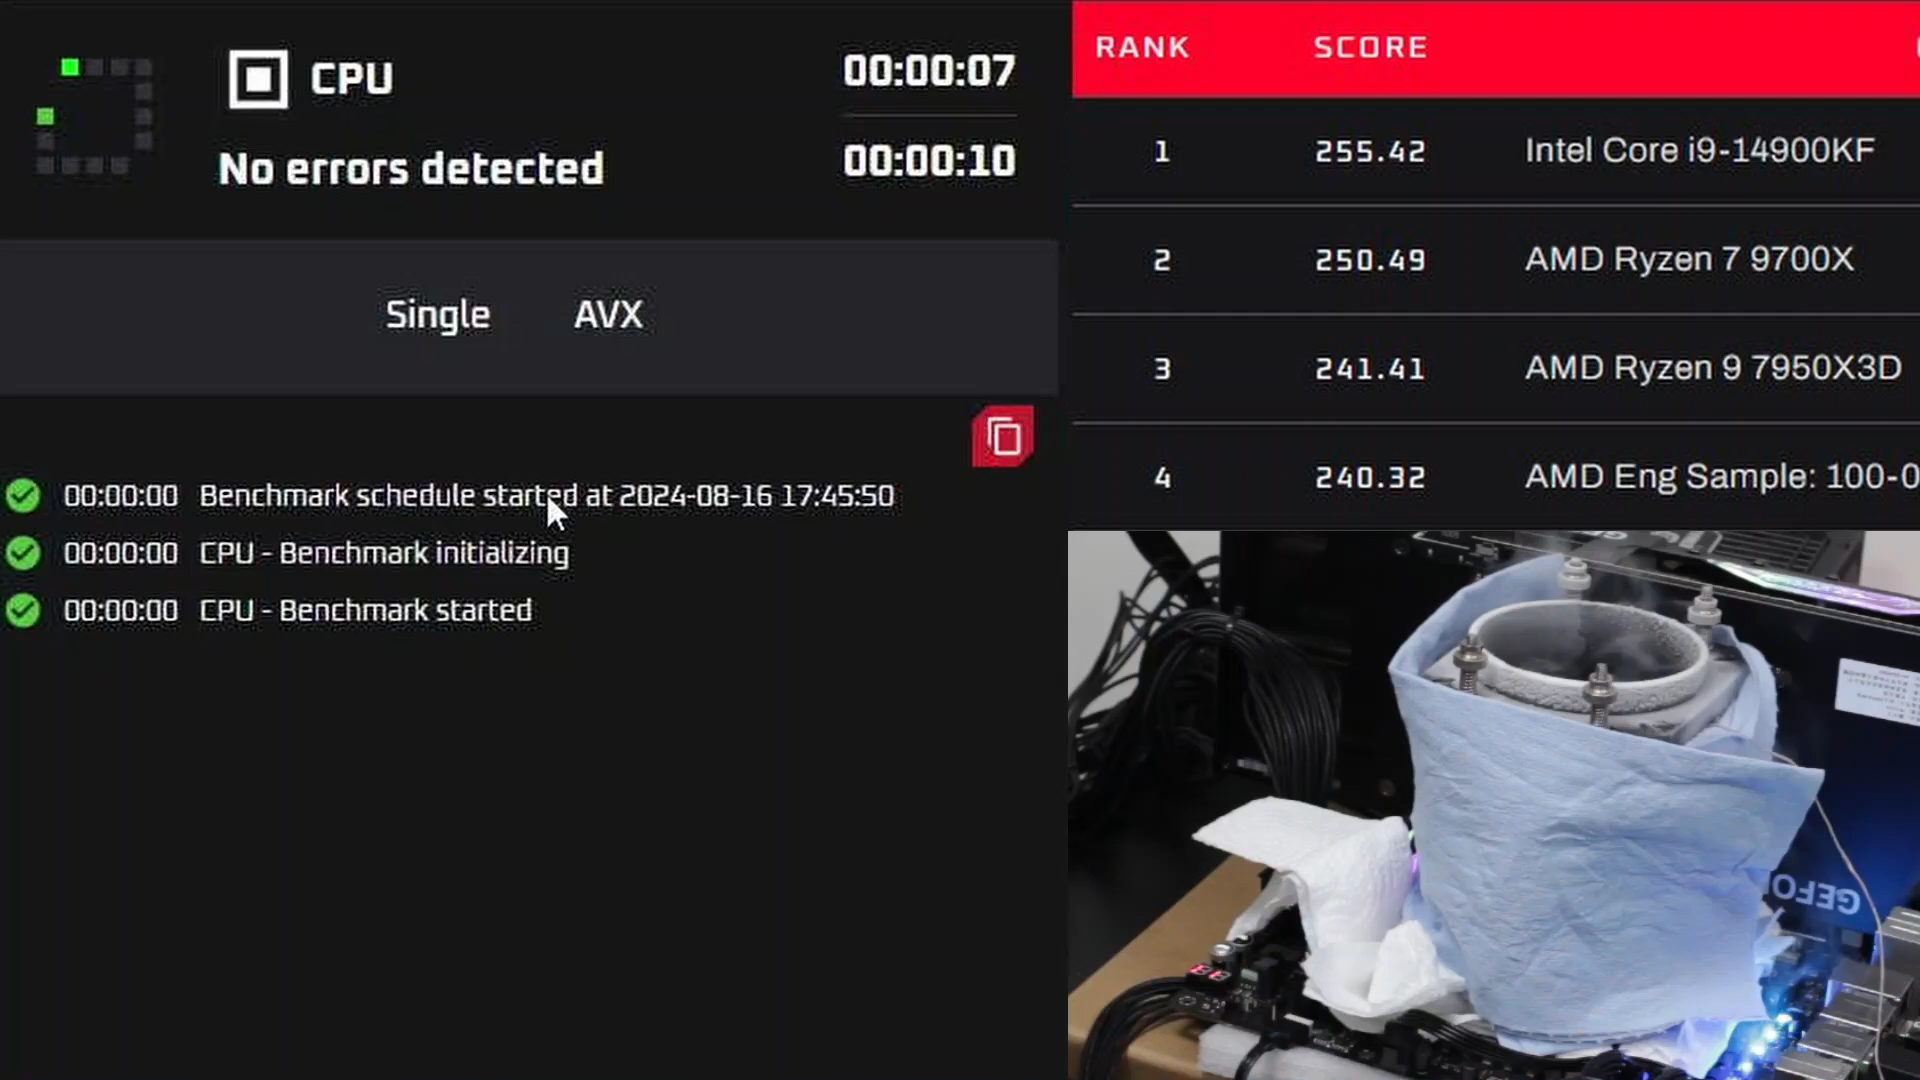 CPU
00:00:07
No errors detected
00:00:10
Single AVX
00:00:00 Benchmark schedule started at 2024-08-16 17:45:50
00:00:00 CPU - Benchmark initializing
00:00:00 CPU - Benchmark started
RANK SCORE
1 255.42 Intel Core i9-14900KF
2 250.49 AMD Ryzen 7 9700X
3 241.41 AMD Ryzen 9 7950X3D
4 240.32 AMD Eng Sample: 100-0
GEFO